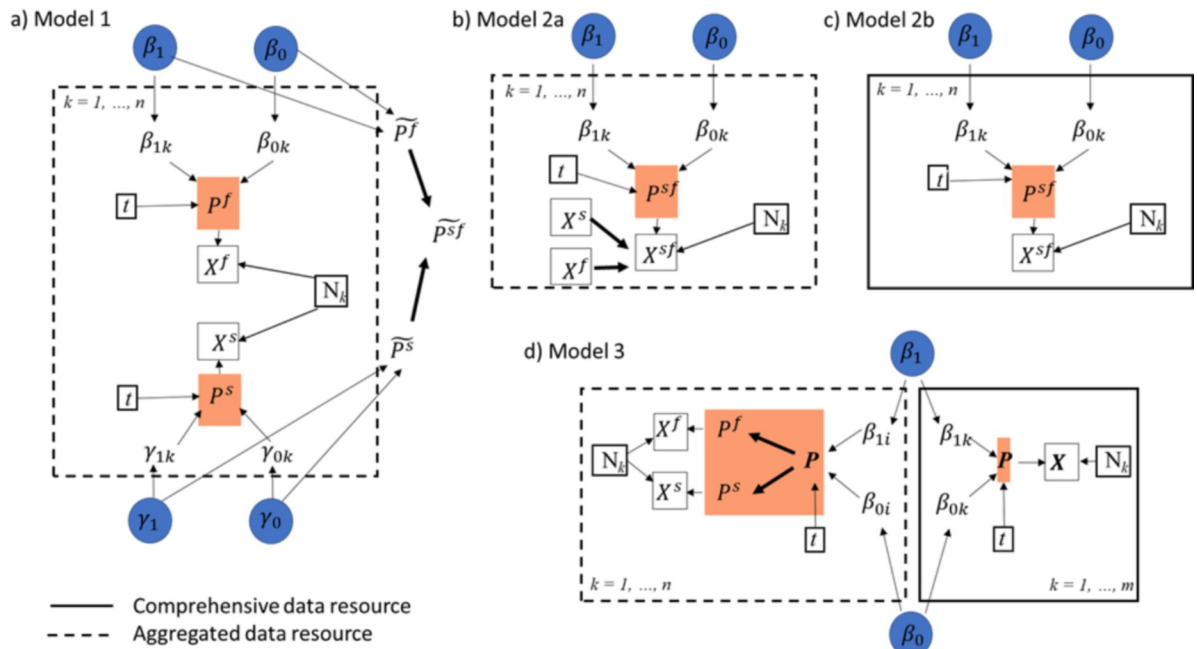 a) Model 1
β₁
β₀
k = 1, ..., n
β₁ₖ
β₀ₖ
t
Pᶠ
Xᶠ
Nₖ
Xˢ
t
Pˢ
γ₁ₖ
γ₀ₖ
γ₁
γ₀
P̃ᶠ
P̃ˢᶠ
P̃ˢ
b) Model 2a
β₁
β₀
k = 1, ..., n
β₁ₖ
β₀ₖ
t
Pˢᶠ
Xˢ
Xᶠ
Xˢᶠ
Nₖ
c) Model 2b
β₁
β₀
k = 1, ..., n
β₁ₖ
β₀ₖ
t
Pˢᶠ
Xˢᶠ
Nₖ
d) Model 3
β₁
Nₖ
Xᶠ
Xˢ
Pᶠ
Pˢ
P
t
β₁ᵢ
β₀ᵢ
k = 1, ..., n
β₁ₖ
β₀ₖ
P
X
Nₖ
t
k = 1, ..., m
β₀
Comprehensive data resource
Aggregated data resource